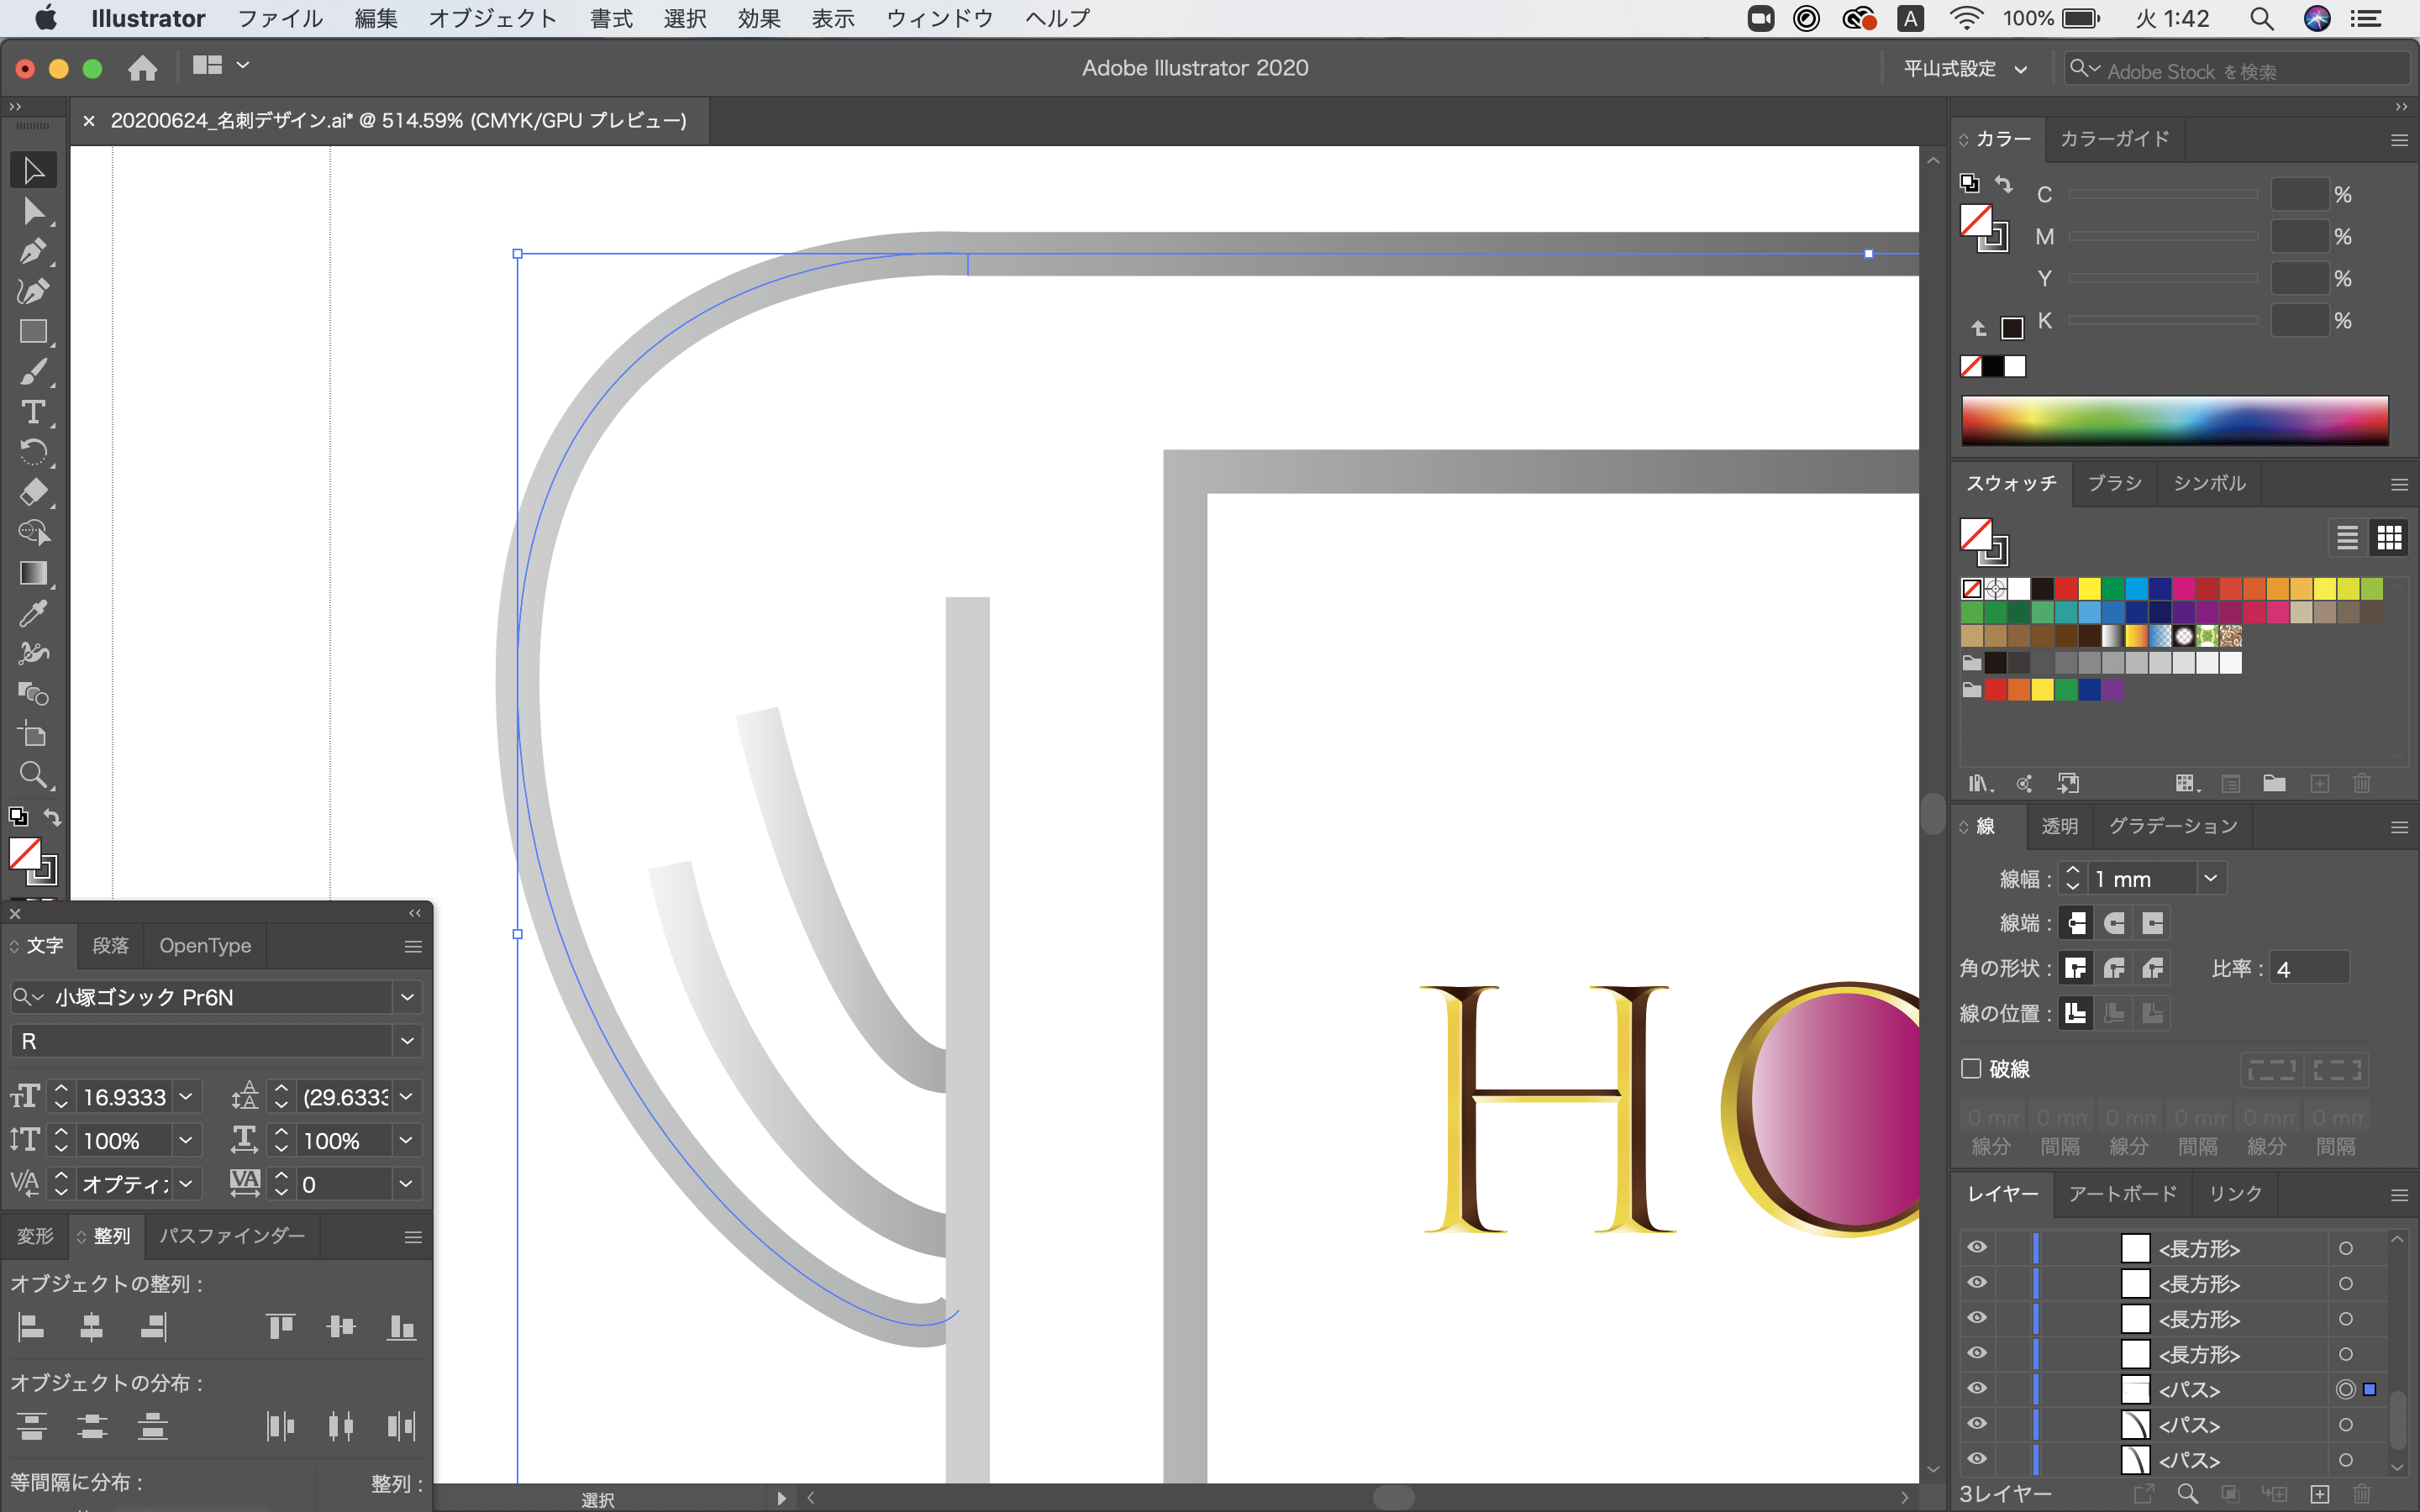 Illustrator ファイル 編集 オブジェクト 書式 選択 効果 表示 ウィンドウ ヘルプ
A 100% 火 1:42
Adobe Illustrator 2020
平山式設定
Adobe Stock を検索
20200624_名刺デザイン.ai* @ 514.59% (CMYK/GPU プレビュー)
カラー カラーガイド
C %
M %
Y %
K %
スウォッチ ブラシ シンボル
線 透明 グラデーション
線幅 : 1 mm
線端 :
角の形状 : 比率 : 4
線の位置 :
破線
0 mm 0 mm 0 mm 0 mm 0 mm 0 mm
線分 間隔 線分 間隔 線分 間隔
レイヤー アートボード リンク
<長方形>
<長方形>
<長方形>
<長方形>
<パス>
<パス>
<パス>
3レイヤー
HO
文字 段落 OpenType
小塚ゴシック Pr6N
R
16.9333 (29.6333
100% 100%
オプティ 0
変形 整列 パスファインダー
オブジェクトの整列 :
オブジェクトの分布 :
等間隔に分布 : 整列 :
選択